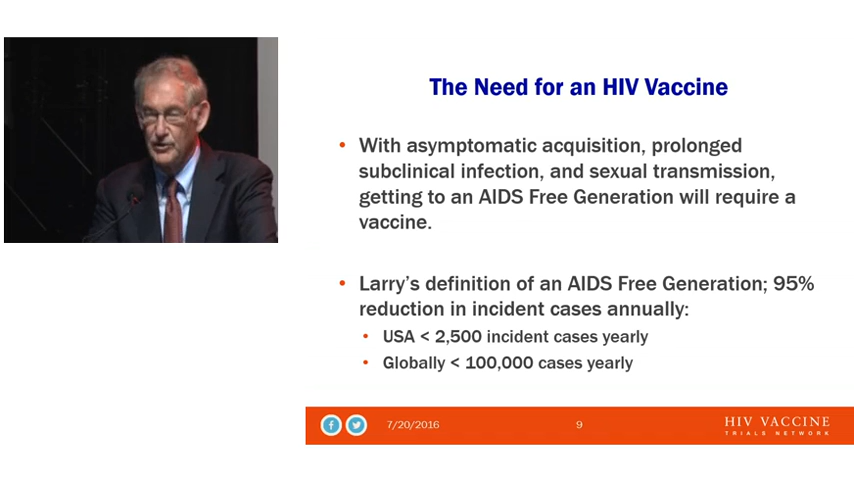 The Need for an HIV Vaccine
• With asymptomatic acquisition, prolonged
subclinical infection, and sexual transmission,
getting to an AIDS Free Generation will require a
vaccine.
• Larry’s definition of an AIDS Free Generation; 95%
reduction in incident cases annually:
• USA < 2,500 incident cases yearly
• Globally < 100,000 cases yearly
7/20/2016 9 HIV VACCINE
TRIALS NETWORK